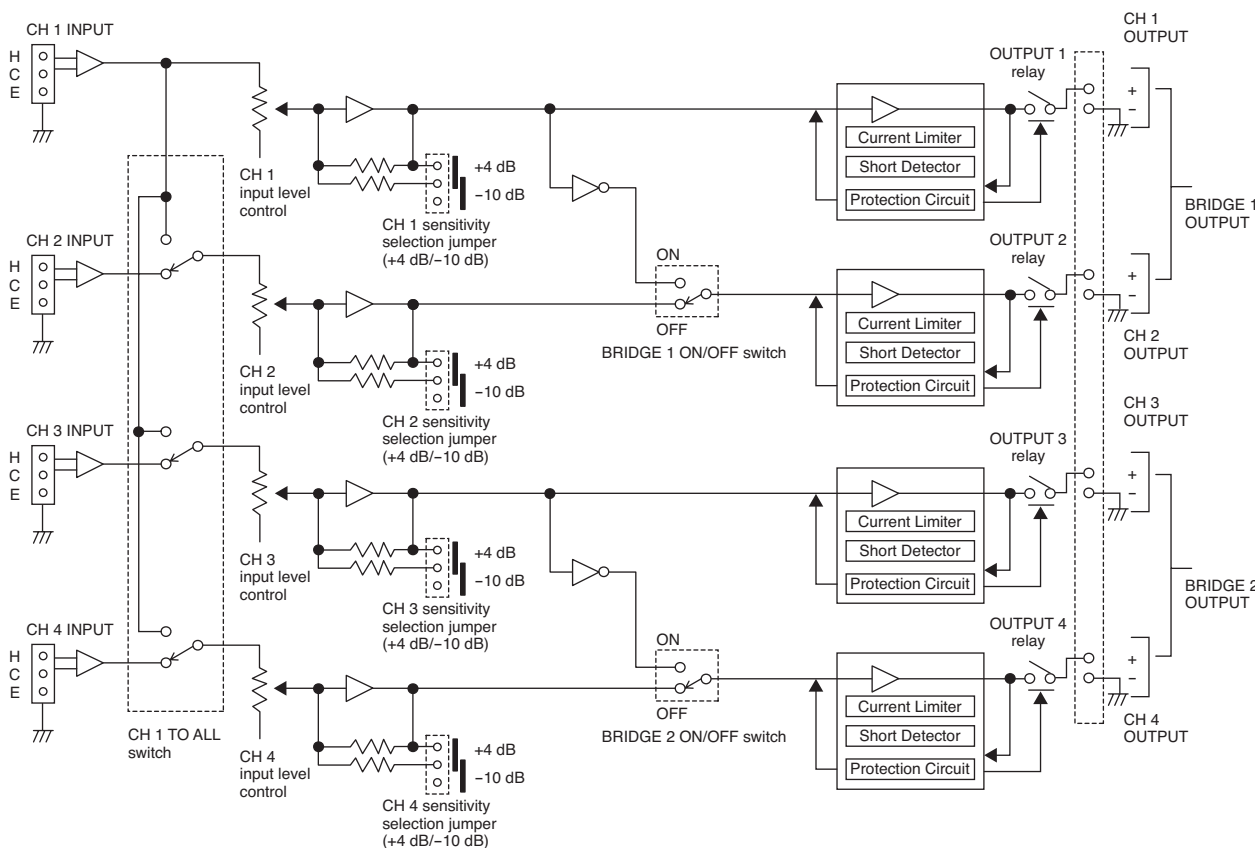 CH 1 INPUT
H
C
E
CH 1
input level
control
+4 dB
−10 dB
CH 1 sensitivity
selection jumper
(+4 dB/−10 dB)
Current Limiter
Short Detector
Protection Circuit
OUTPUT 1
relay
CH 1
OUTPUT
+
-
BRIDGE 1
OUTPUT
CH 2 INPUT
H
C
E
CH 2
input level
control
+4 dB
−10 dB
CH 2 sensitivity
selection jumper
(+4 dB/−10 dB)
ON
OFF
BRIDGE 1 ON/OFF switch
Current Limiter
Short Detector
Protection Circuit
OUTPUT 2
relay
+
-
CH 2
OUTPUT
CH 3 INPUT
H
C
E
CH 3
input level
control
+4 dB
−10 dB
CH 3 sensitivity
selection jumper
(+4 dB/−10 dB)
Current Limiter
Short Detector
Protection Circuit
OUTPUT 3
relay
CH 3
OUTPUT
+
-
BRIDGE 2
OUTPUT
CH 4 INPUT
H
C
E
CH 1 TO ALL
switch
CH 4
input level
control
+4 dB
−10 dB
CH 4 sensitivity
selection jumper
(+4 dB/−10 dB)
ON
OFF
BRIDGE 2 ON/OFF switch
Current Limiter
Short Detector
Protection Circuit
OUTPUT 4
relay
+
-
CH 4
OUTPUT